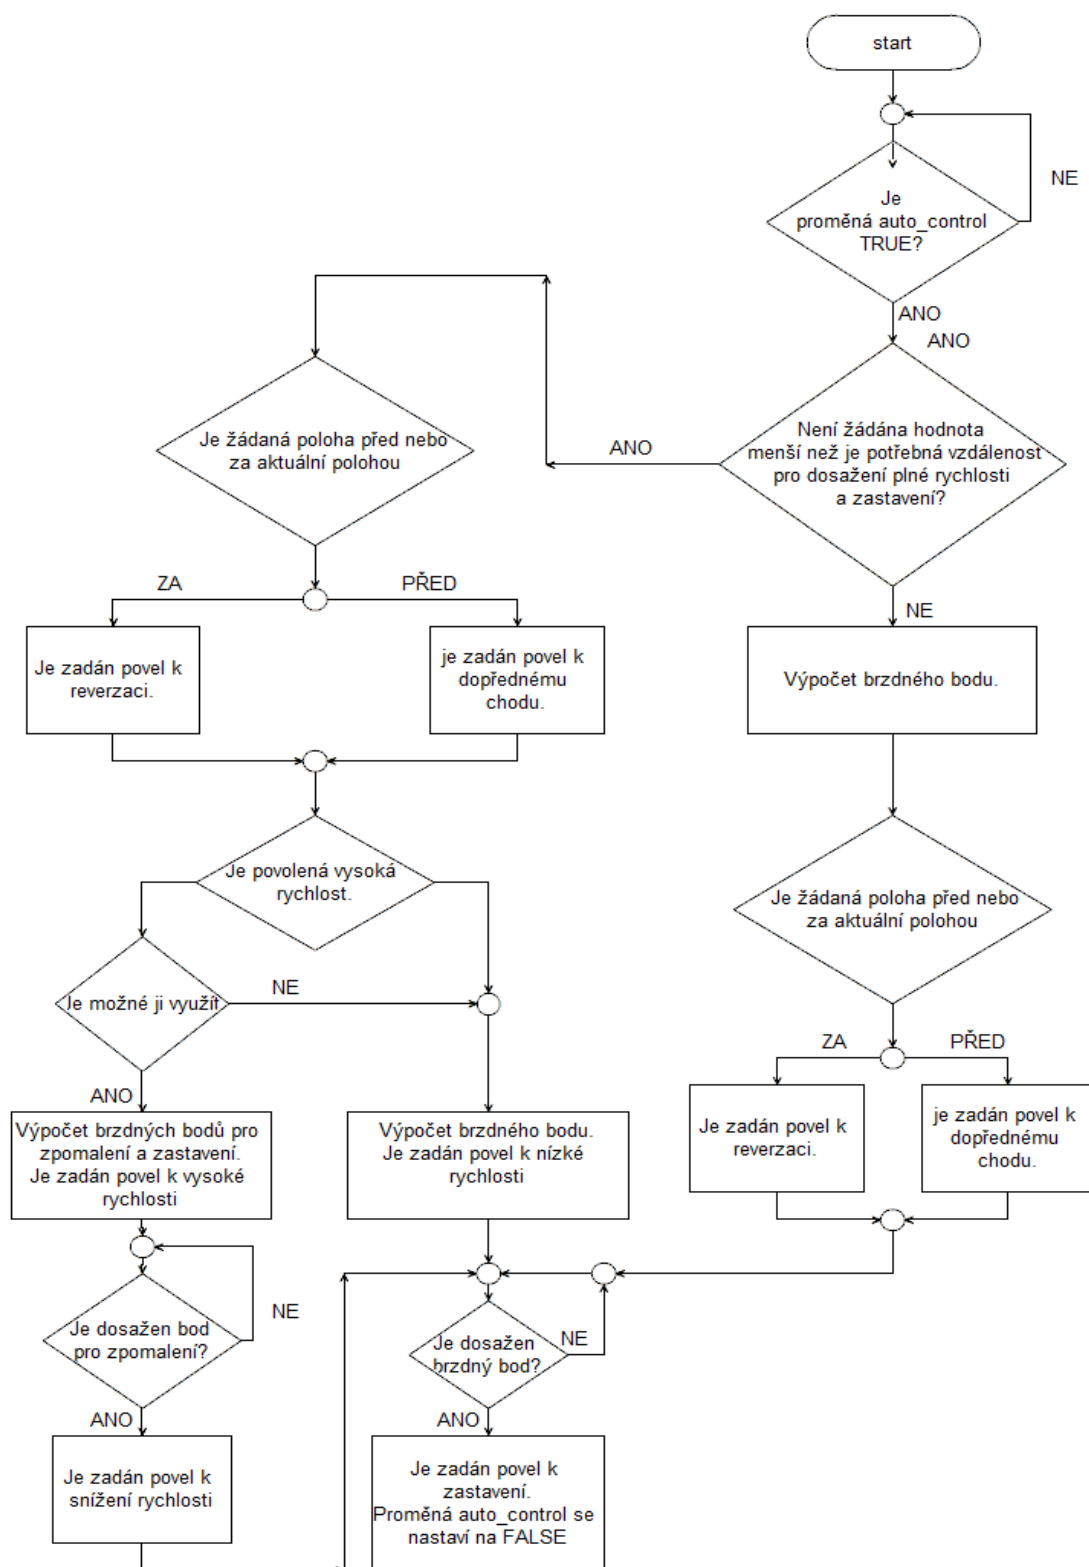 start
NE
Je
proměná auto_control
TRUE?
ANO
ANO
Není žádána hodnota
menší než je potřebná vzdálenost
pro dosažení plné rychlosti
a zastavení?
ANO
Je žádaná poloha před nebo
za aktuální polohou
ZA
PŘED
Je zadán povel k
reverzaci.
je zadán povel k
dopřednému
chodu.
NE
Výpočet brzdného bodu.
Je povolená vysoká
rychlost.
Je žádaná poloha před nebo
za aktuální polohou
Je možné ji využít
NE
ZA
PŘED
ANO
Výpočet brzdných bodů pro
zpomalení a zastavení.
Je zadán povel k vysoké
rychlosti
Výpočet brzdného bodu.
Je zadán povel k nízké
rychlosti
Je zadán povel k
reverzaci.
je zadán povel k
dopřednému
chodu.
NE
Je dosažen bod
pro zpomalení?
NE
Je dosažen
brzdný bod?
ANO
ANO
Je zadán povel k
snížení rychlosti
Je zadán povel k
zastavení.
Proměná auto_control se
nastaví na FALSE